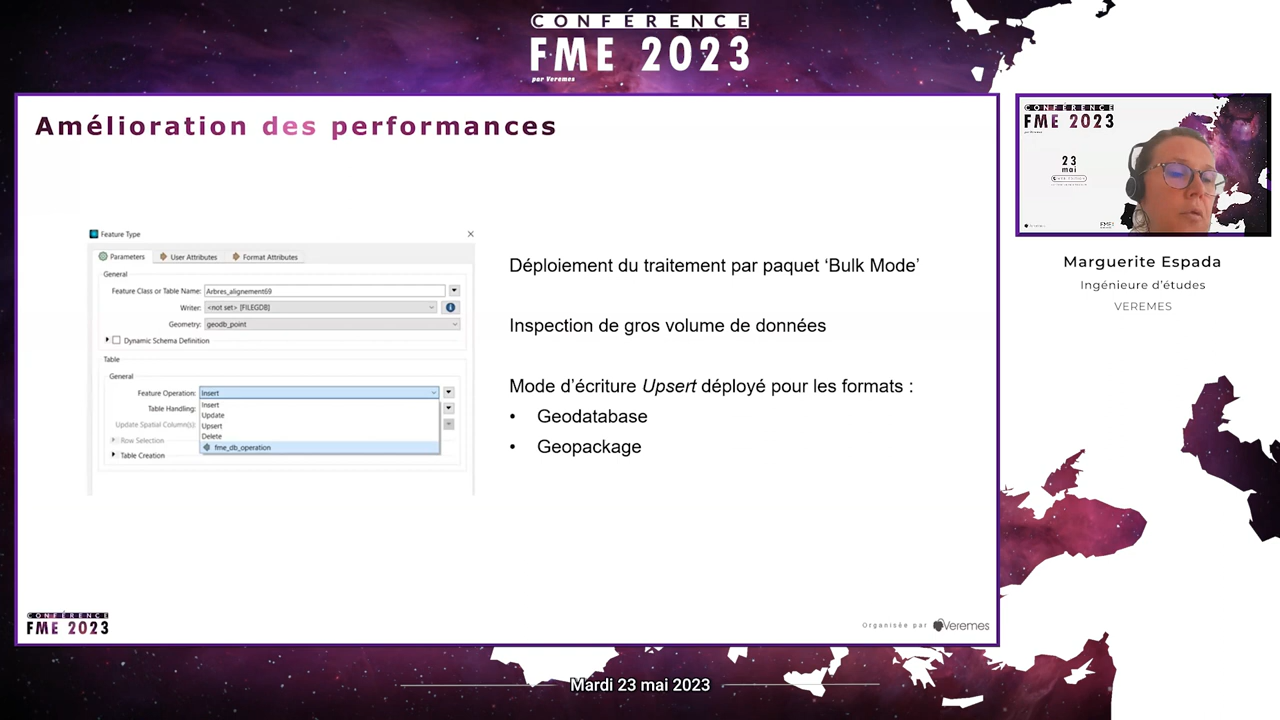 CONFÉRENCE
FME 2023
par Veremes
Amélioration des performances
Feature Type
Parameters
User Attributes
Format Attributes
General
Feature Class or Table Name: Arbres_alignement69
Writer: <not set> [FILEGDB]
Geometry: geodb_point
Dynamic Schema Definition
Table
General
Feature Operation: Insert
Table Handling:
Insert
Update
Update Spatial Column(s):
Upsert
Delete
Row Selection
fme_db_operation
Table Creation
Déploiement du traitement par paquet ‘Bulk Mode’
Inspection de gros volume de données
Mode d’écriture Upsert déployé pour les formats :
• Geodatabase
• Geopackage
CONFÉRENCE
FME 2023
Organisée par Veremes
CONFÉRENCE
FME 2023
23
mai
Marguerite Espada
Ingénieure d’études
VEREMES
Mardi 23 mai 2023